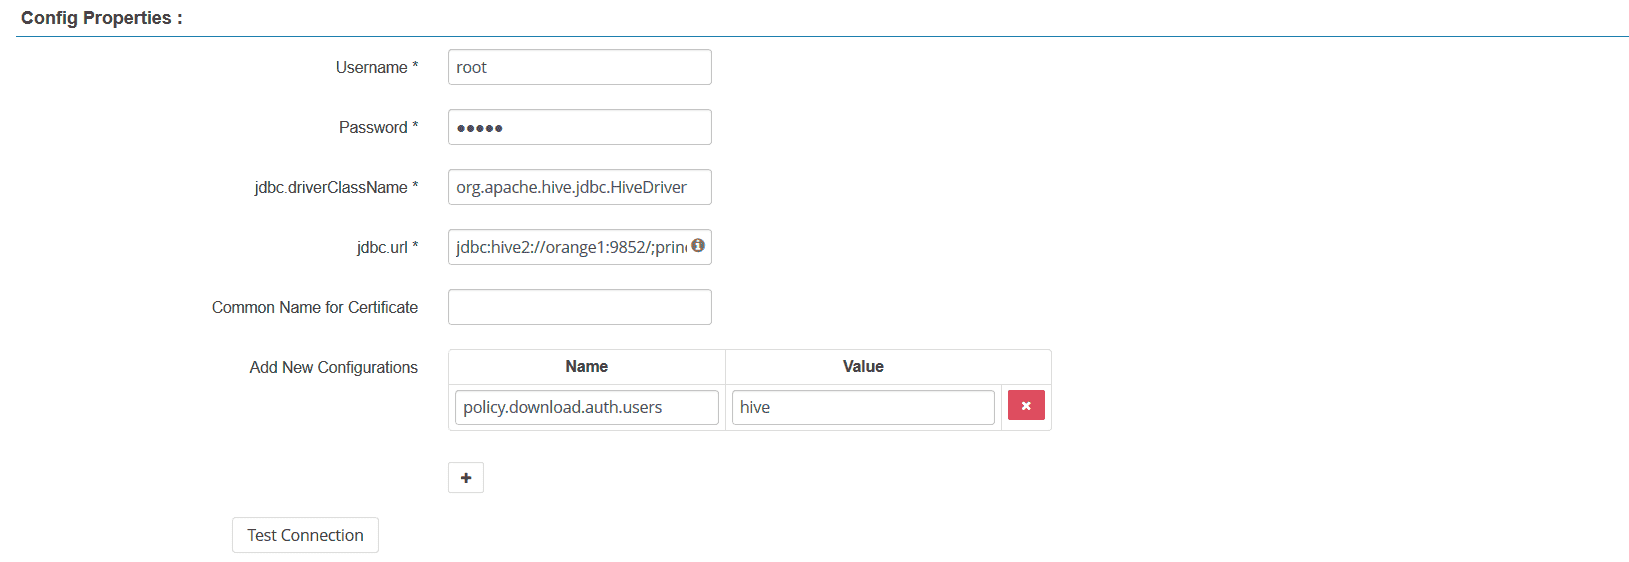 Config Properties :
Username * root
Password * •••••
jdbc.driverClassName * org.apache.hive.jdbc.HiveDriver
jdbc.url * jdbc:hive2://orange1:9852/;prin
Common Name for Certificate
Add New Configurations Name Value
policy.download.auth.users hive
Test Connection